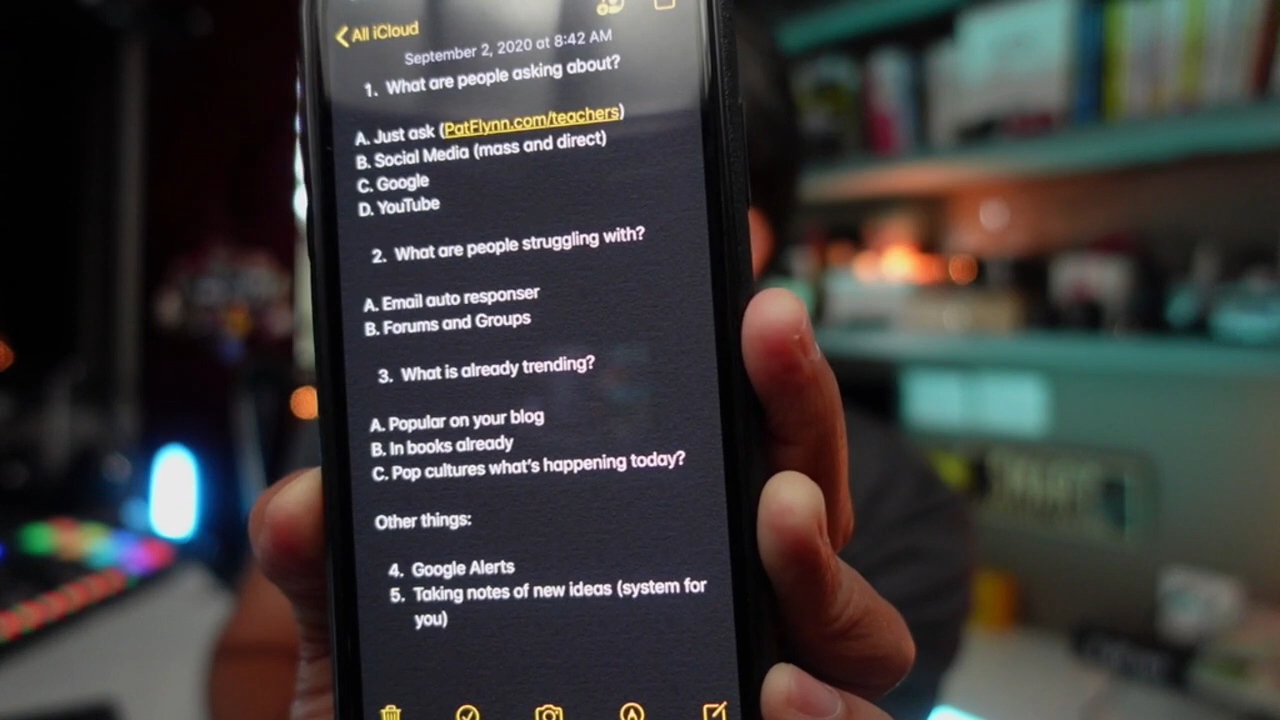 All iCloud
September 2, 2020 at 8:42 AM
1. What are people asking about?
A. Just ask (PatFlynn.com/teachers)
B. Social Media (mass and direct)
C. Google
D. YouTube
2. What are people struggling with?
A. Email auto responser
B. Forums and Groups
3. What is already trending?
A. Popular on your blog
B. In books already
C. Pop cultures what's happening today?
Other things:
4. Google Alerts
5. Taking notes of new ideas (system for
you)